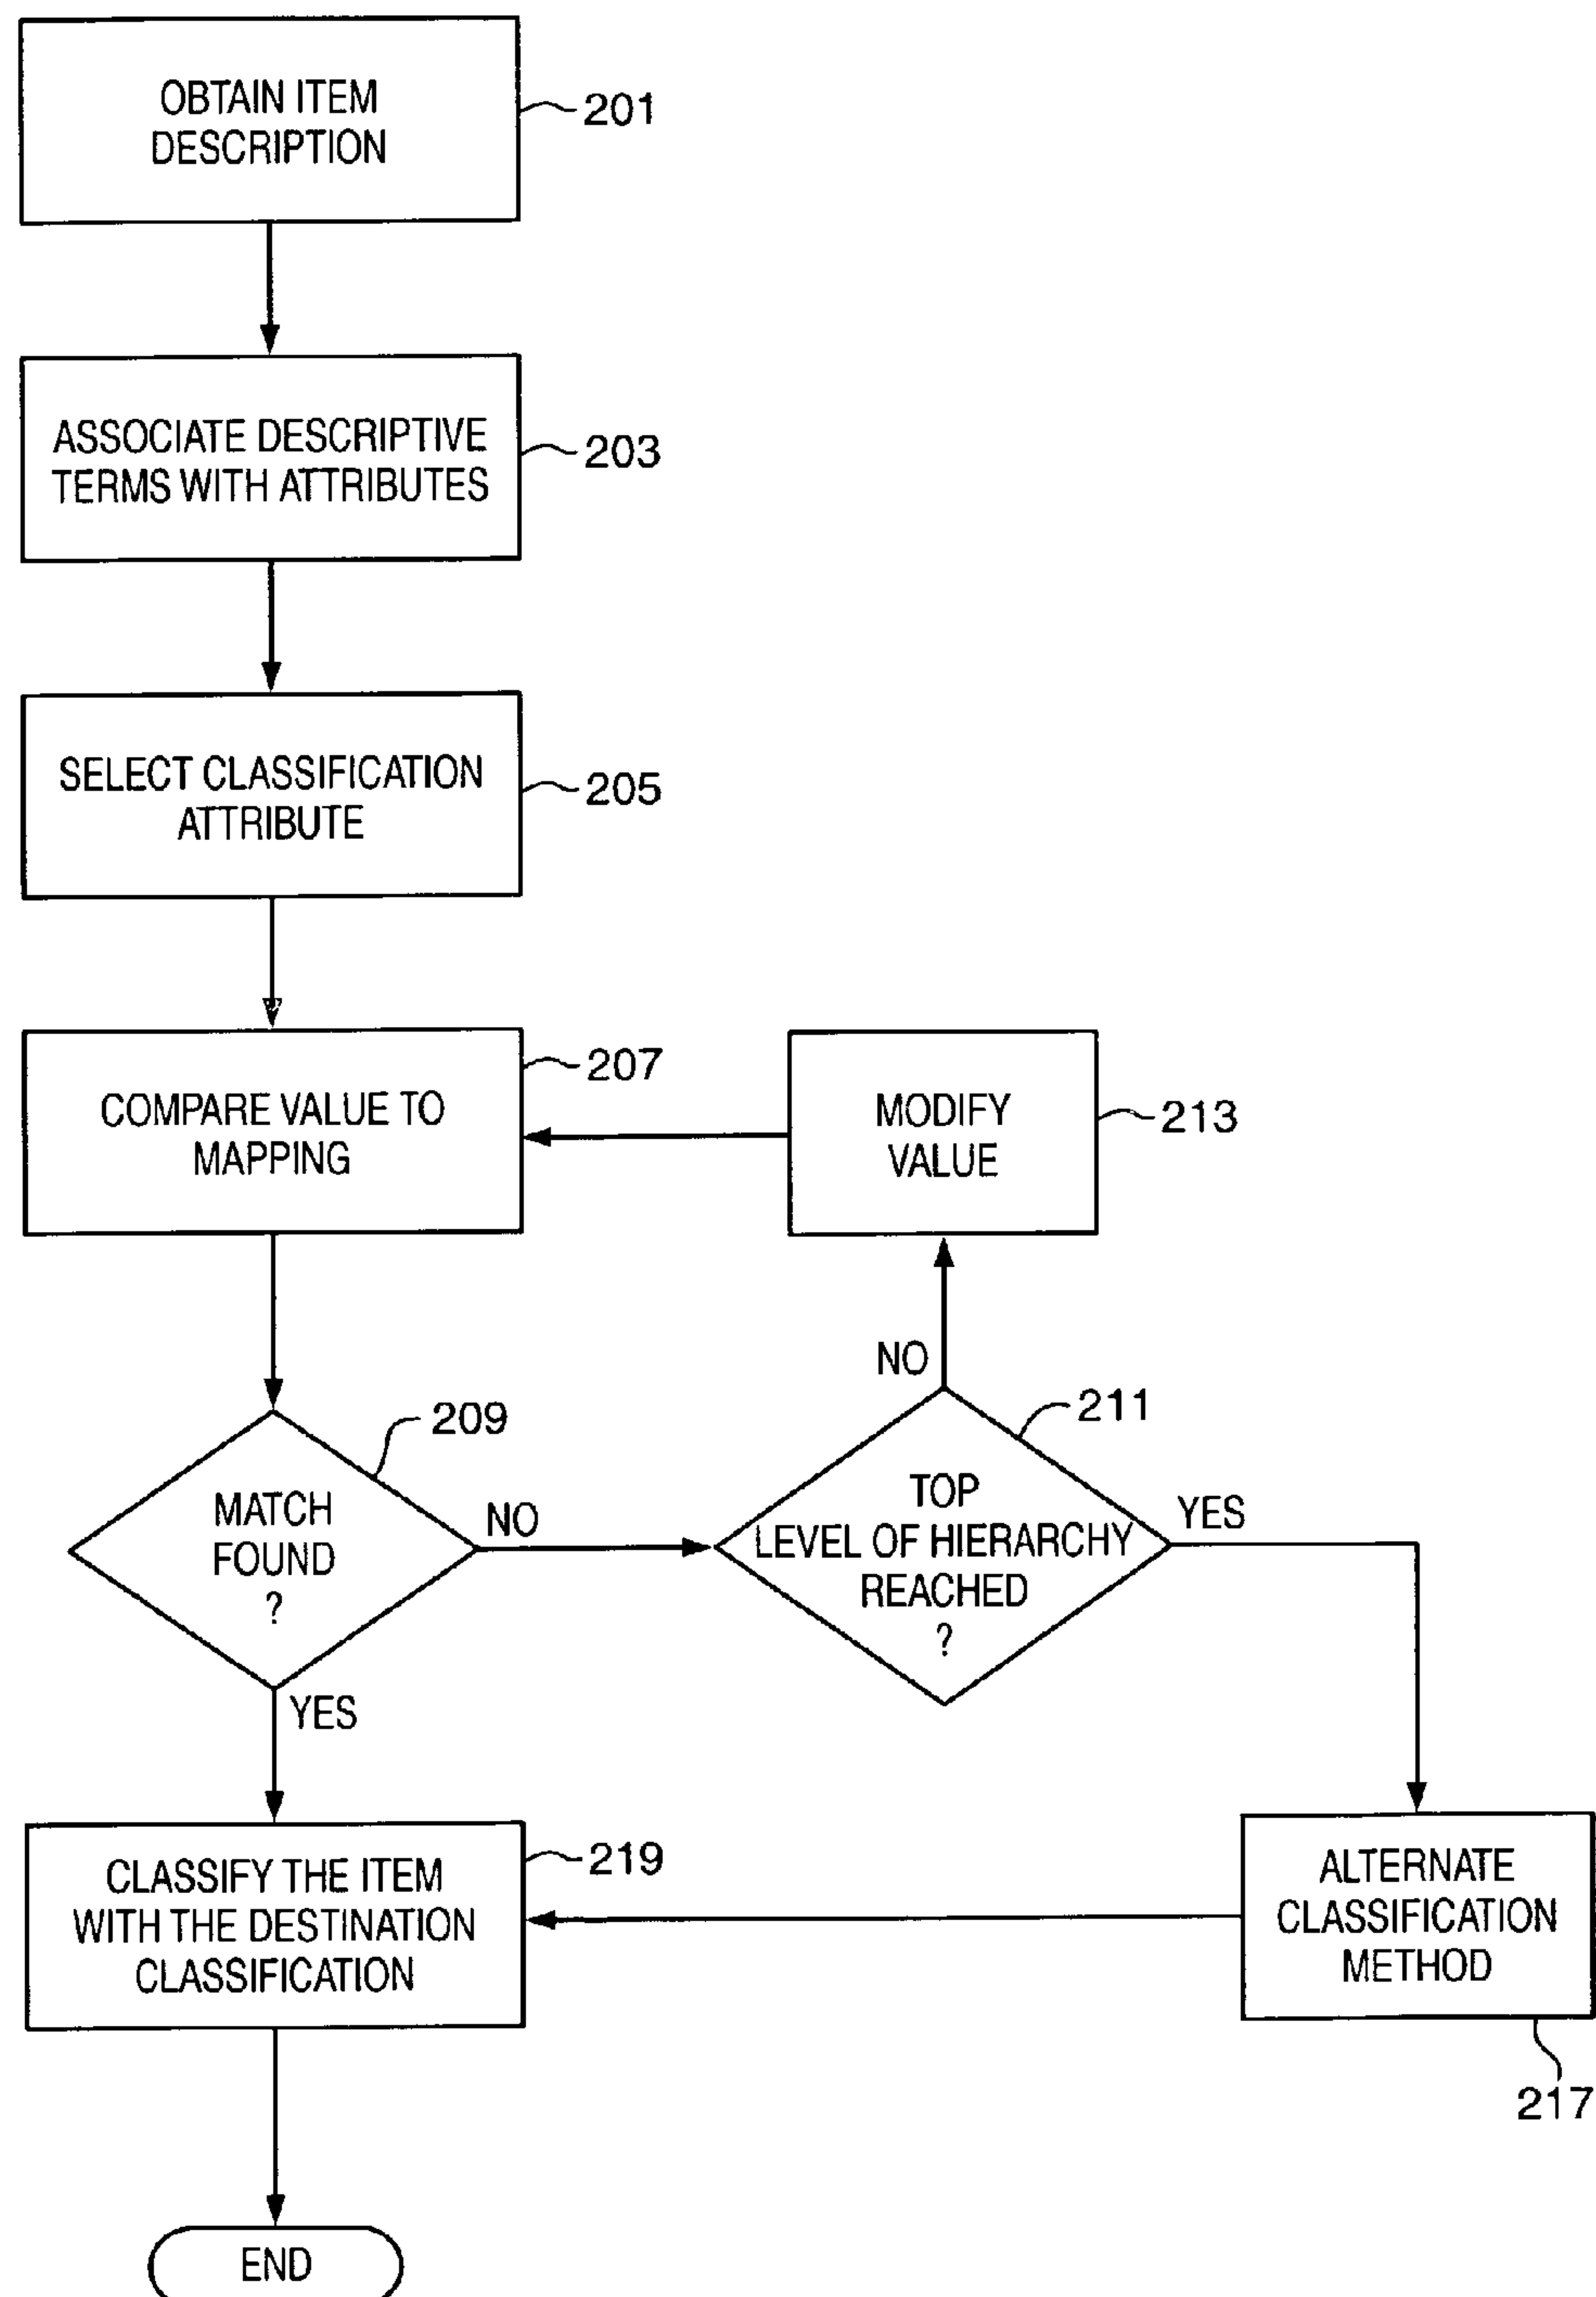 OBTAIN ITEM
DESCRIPTION
201
ASSOCIATE DESCRIPTIVE
TERMS WITH ATTRIBUTES
203
SELECT CLASSIFICATION
ATTRIBUTE
205
COMPARE VALUE TO
MAPPING
207
MODIFY
VALUE
213
MATCH
FOUND
?
209
NO
YES
TOP
LEVEL OF HIERARCHY
REACHED
?
211
NO
YES
CLASSIFY THE ITEM
WITH THE DESTINATION
CLASSIFICATION
219
ALTERNATE
CLASSIFICATION
METHOD
217
END